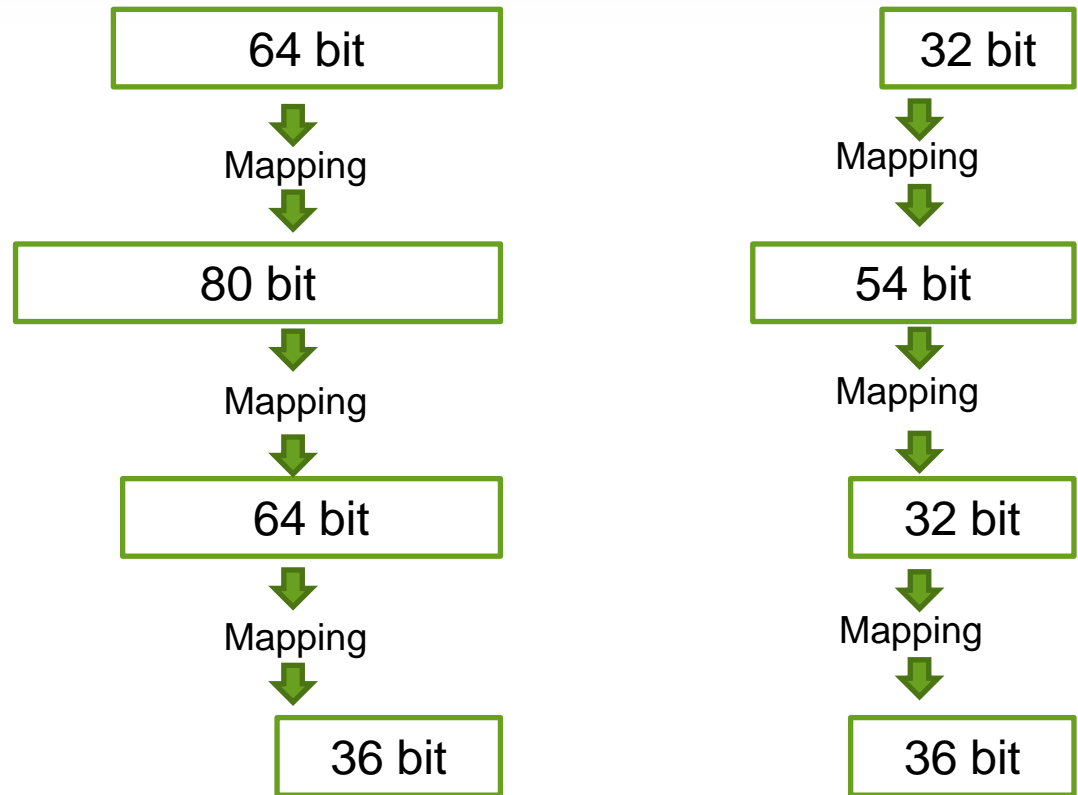 64 bit
Mapping
80 bit
Mapping
64 bit
Mapping
36 bit
32 bit
Mapping
54 bit
Mapping
32 bit
Mapping
36 bit